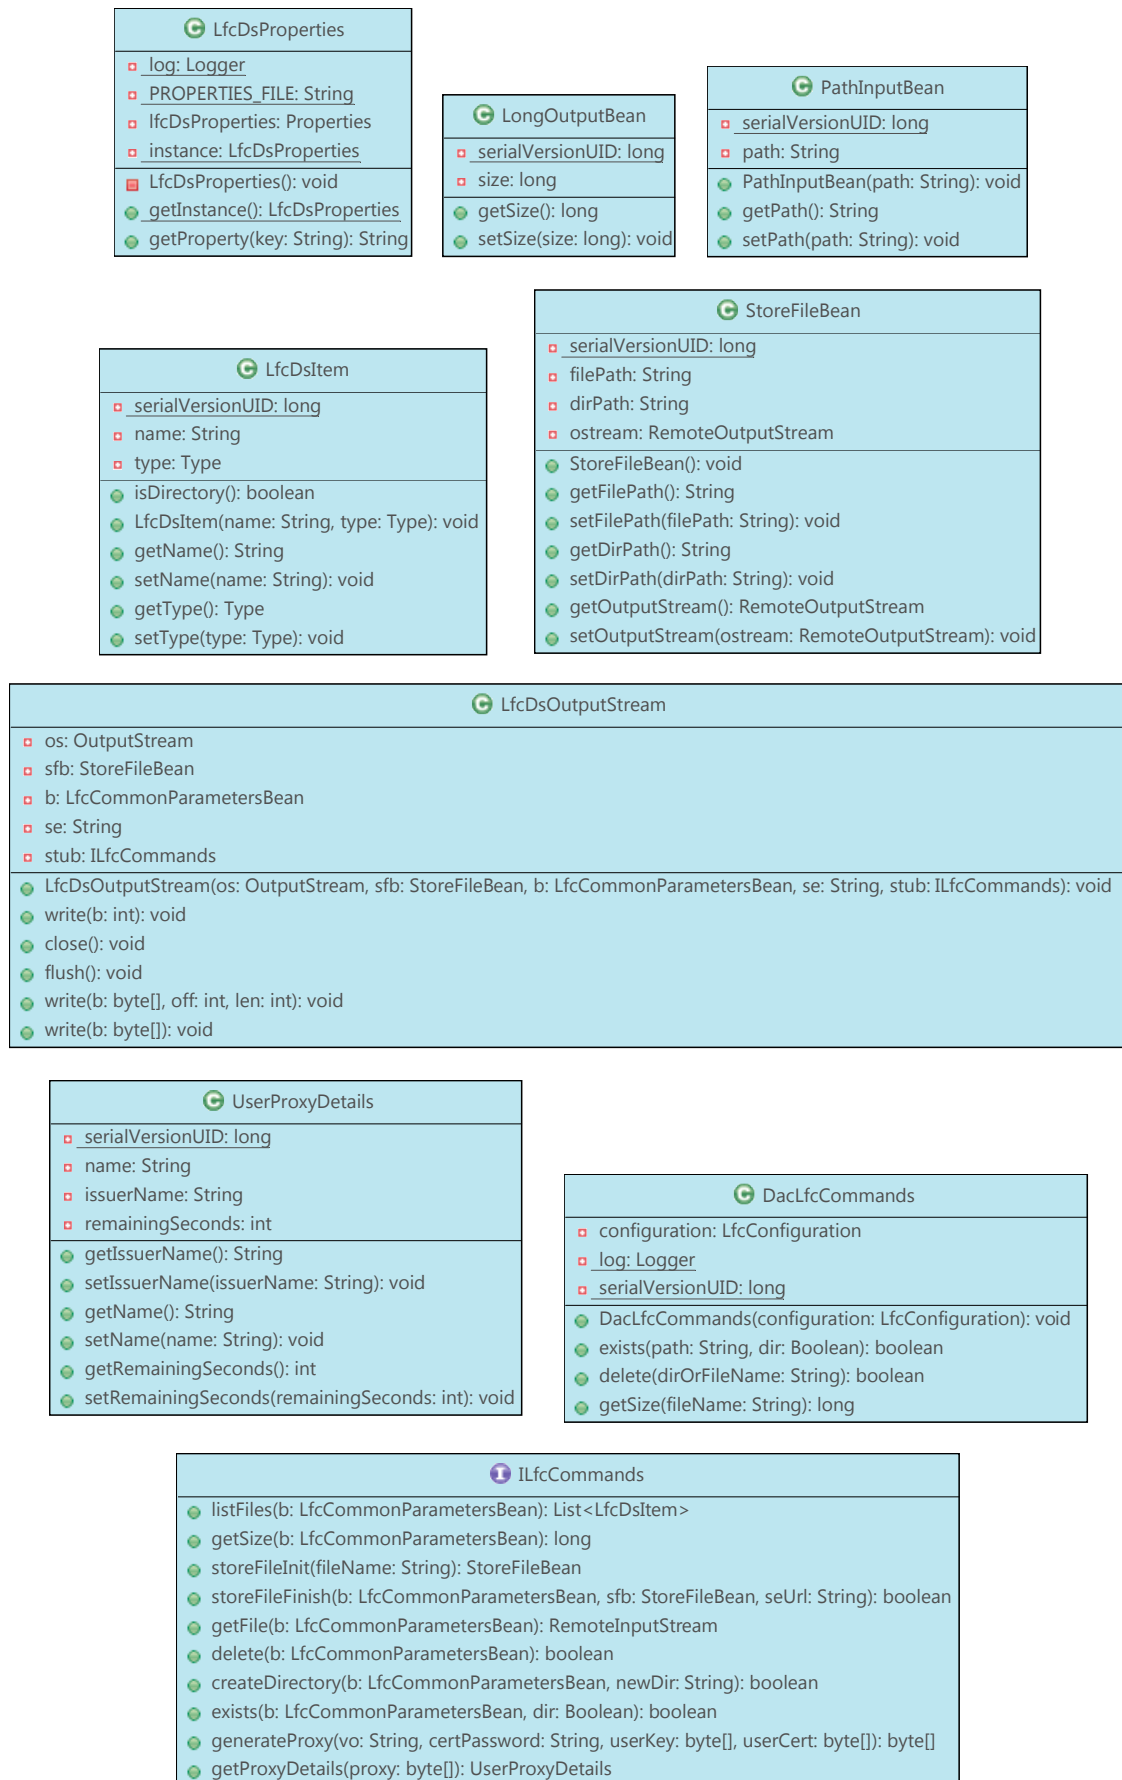 LfcDsProperties
log: Logger
PROPERTIES_FILE: String
lfcDsProperties: Properties
instance: LfcDsProperties
LfcDsProperties(): void
getInstance(): LfcDsProperties
getProperty(key: String): String
LongOutputBean
serialVersionUID: long
size: long
getSize(): long
setSize(size: long): void
PathInputBean
serialVersionUID: long
path: String
PathInputBean(path: String): void
getPath(): String
setPath(path: String): void
LfcDsItem
serialVersionUID: long
name: String
type: Type
isDirectory(): boolean
LfcDsItem(name: String, type: Type): void
getName(): String
setName(name: String): void
getType(): Type
setType(type: Type): void
StoreFileBean
serialVersionUID: long
filePath: String
dirPath: String
ostream: RemoteOutputStream
StoreFileBean(): void
getFilePath(): String
setFilePath(filePath: String): void
getDirPath(): String
setDirPath(dirPath: String): void
getOutputStream(): RemoteOutputStream
setOutputStream(ostream: RemoteOutputStream): void
LfcDsOutputStream
os: OutputStream
sfb: StoreFileBean
b: LfcCommonParametersBean
se: String
stub: ILfcCommands
LfcDsOutputStream(os: OutputStream, sfb: StoreFileBean, b: LfcCommonParametersBean, se: String, stub: ILfcCommands): void
write(b: int): void
close(): void
flush(): void
write(b: byte[], off: int, len: int): void
write(b: byte[]): void
UserProxyDetails
serialVersionUID: long
name: String
issuerName: String
remainingSeconds: int
getIssuerName(): String
setIssuerName(issuerName: String): void
getName(): String
setName(name: String): void
getRemainingSeconds(): int
setRemainingSeconds(remainingSeconds: int): void
DacLfcCommands
configuration: LfcConfiguration
log: Logger
serialVersionUID: long
DacLfcCommands(configuration: LfcConfiguration): void
exists(path: String, dir: Boolean): boolean
delete(dirOrFileName: String): boolean
getSize(fileName: String): long
ILfcCommands
listFiles(b: LfcCommonParametersBean): List<LfcDsItem>
getSize(b: LfcCommonParametersBean): long
storeFileInit(fileName: String): StoreFileBean
storeFileFinish(b: LfcCommonParametersBean, sfb: StoreFileBean, seUrl: String): boolean
getFile(b: LfcCommonParametersBean): RemoteInputStream
delete(b: LfcCommonParametersBean): boolean
createDirectory(b: LfcCommonParametersBean, newDir: String): boolean
exists(b: LfcCommonParametersBean, dir: Boolean): boolean
generateProxy(vo: String, certPassword: String, userKey: byte[], userCert: byte[]): byte[]
getProxyDetails(proxy: byte[]): UserProxyDetails